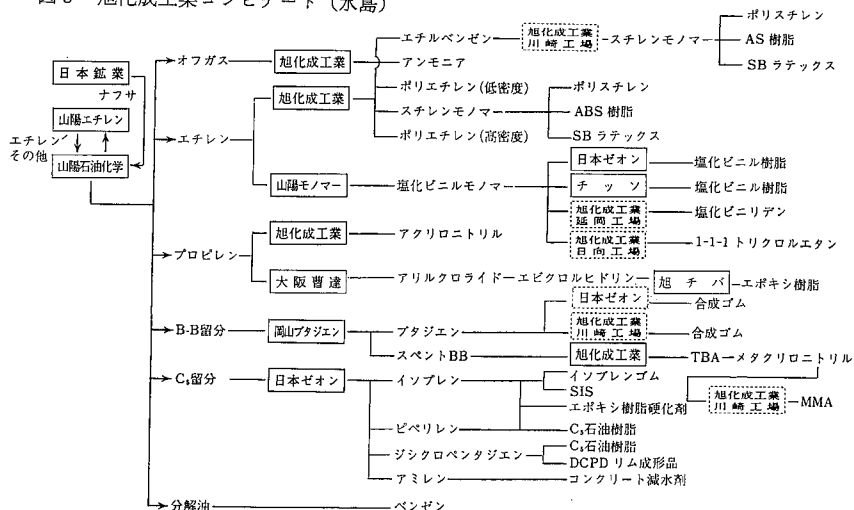 図5 旭化成工業コンビナート（水島）
日本鉱業
ナフサ
山陽エチレン
エチレン
その他
山陽石油化学
オフガス
旭化成工業
エチルベンゼン
旭化成工業
川崎工場
スチレンモノマー
ポリスチレン
AS樹脂
SBラテックス
アンモニア
エチレン
旭化成工業
ポリエチレン(低密度)
スチレンモノマー
ポリスチレン
ABS樹脂
SBラテックス
ポリエチレン(高密度)
山陽モノマー
塩化ビニルモノマー
日本ゼオン
塩化ビニル樹脂
チッソ
塩化ビニル樹脂
旭化成工業
延岡工場
塩化ビニリデン
旭化成工業
日向工場
1-1-1トリクロルエタン
プロピレン
旭化成工業
アクリロニトリル
大阪曹達
アリルクロライドーエピクロルヒドリン
旭チバ
エポキシ樹脂
B-B留分
岡山ブタジエン
ブタジエン
日本ゼオン
合成ゴム
旭化成工業
川崎工場
合成ゴム
スペントBB
旭化成工業
TBA
メタクリロニトリル
旭化成工業
川崎工場
MMA
C₅留分
日本ゼオン
イソプレン
イソプレンゴム
SIS
エポキシ樹脂硬化剤
ピペリレン
C₅石油樹脂
ジシクロペンタジエン
C₅石油樹脂
DCPDリム成形品
アミレン
コンクリート減水剤
分解油
ベンゼン